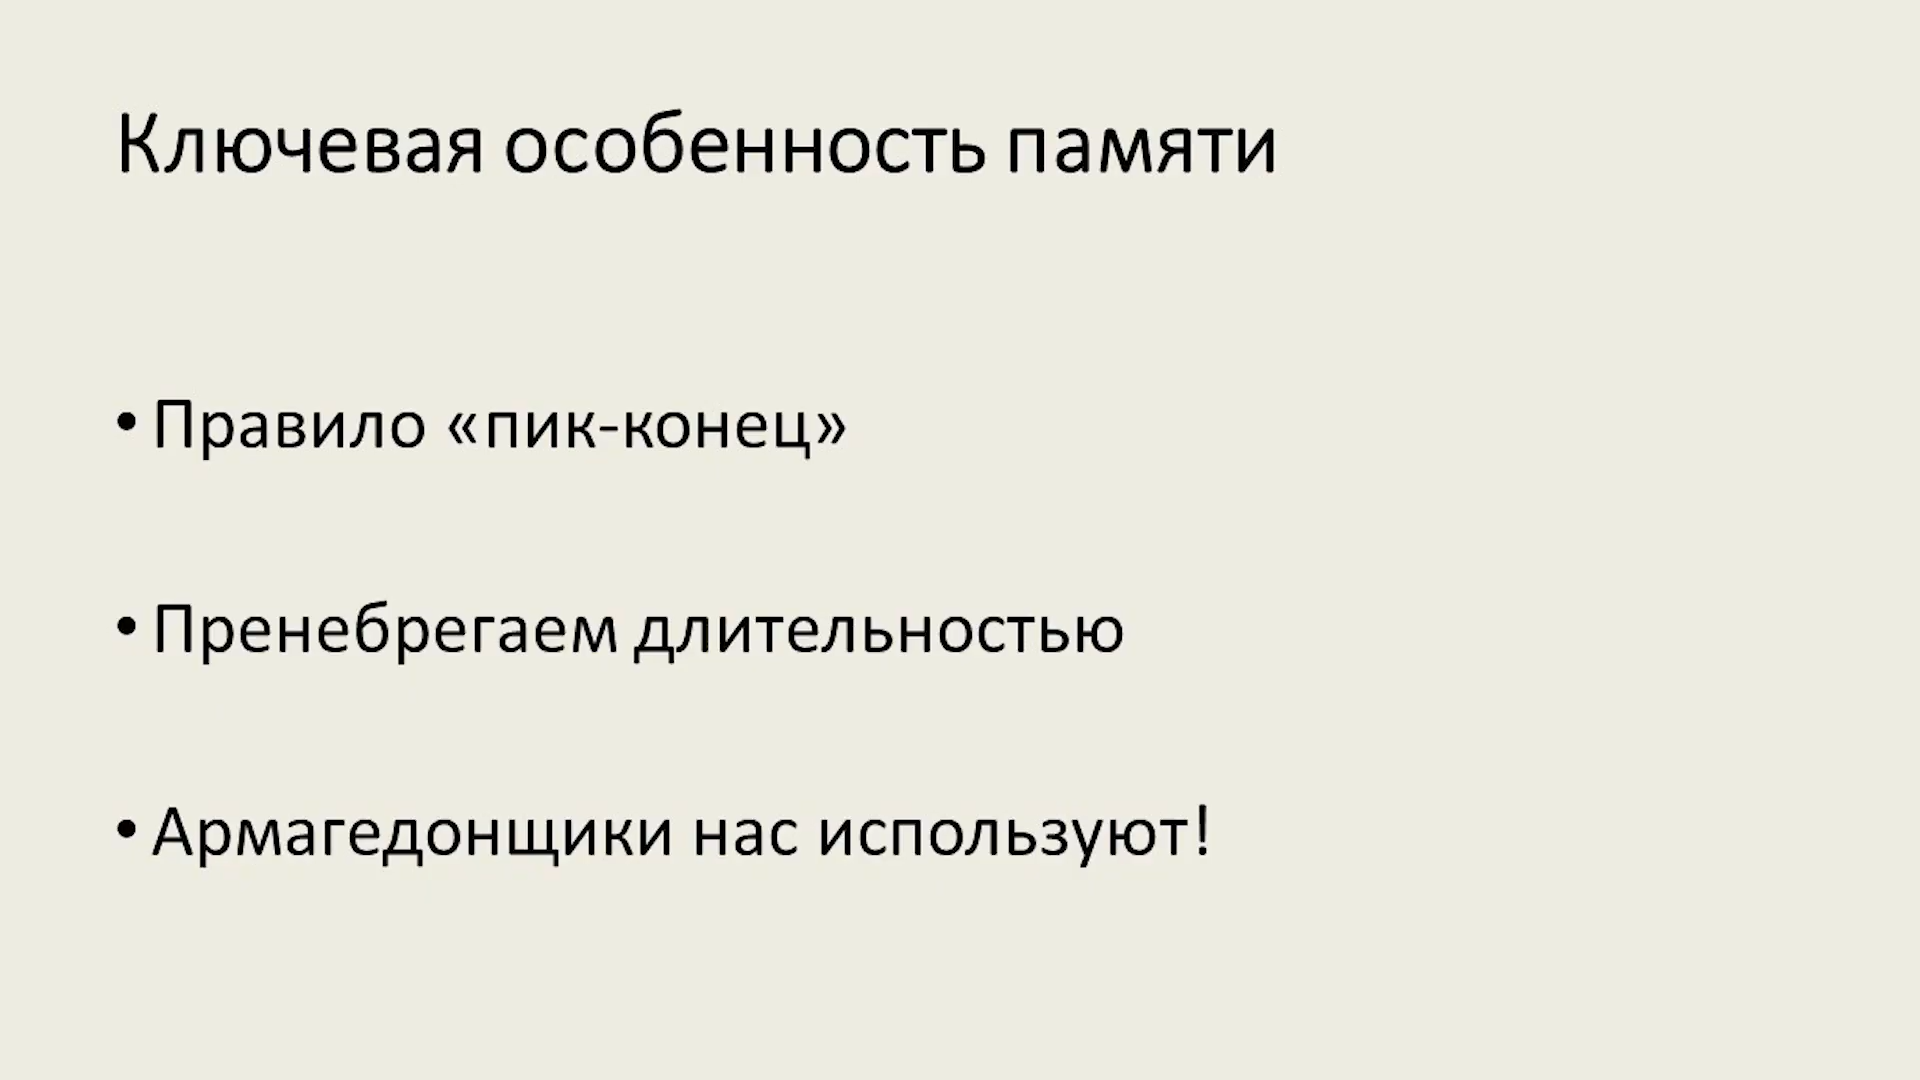 Ключевая особенность памяти
• Правило «пик-конец»
• Пренебрегаем длительностью
• Армагедонщики нас используют!